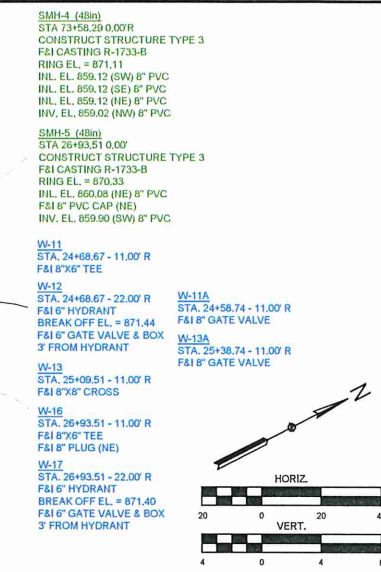 SMH-4 (48in)
STA 73+58.29 0.00'R
CONSTRUCT STRUCTURE TYPE 3
F&I CASTING R-1733-B
RING EL. = 871.11
INL. EL. 859.12 (SW) 8" PVC
INL. EL. 859.12 (SE) 8" PVC
INL. EL. 859.12 (NE) 8" PVC
INV. EL. 859.02 (NW) 8" PVC
SMH-5 (48in)
STA 26+93.51 0.00'
CONSTRUCT STRUCTURE TYPE 3
F&I CASTING R-1733-B
RING EL. = 870.33
INL. EL. 860.08 (NE) 8" PVC
F&I 8" PVC CAP (NE)
INV. EL. 859.90 (SW) 8" PVC
W-11
STA. 24+68.67 - 11.00' R
F&I 8"X6" TEE
W-12
STA. 24+68.67 - 22.00' R
F&I 6" HYDRANT
BREAK OFF EL. = 871.44
F&I 6" GATE VALVE & BOX
3' FROM HYDRANT
W-13
STA. 25+09.51 - 11.00' R
F&I 8"X8" CROSS
W-16
STA. 26+93.51 - 11.00' R
F&I 8"X6" TEE
F&I 8" PLUG (NE)
W-17
STA. 26+93.51 - 22.00' R
F&I 6" HYDRANT
BREAK OFF EL. = 871.40
F&I 6" GATE VALVE & BOX
3' FROM HYDRANT
W-11A
STA. 24+58.74 - 11.00' R
F&I 8" GATE VALVE
W-13A
STA. 25+38.74 - 11.00' R
F&I 8" GATE VALVE
N
HORIZ.
20 0 20
VERT.
4 0 4